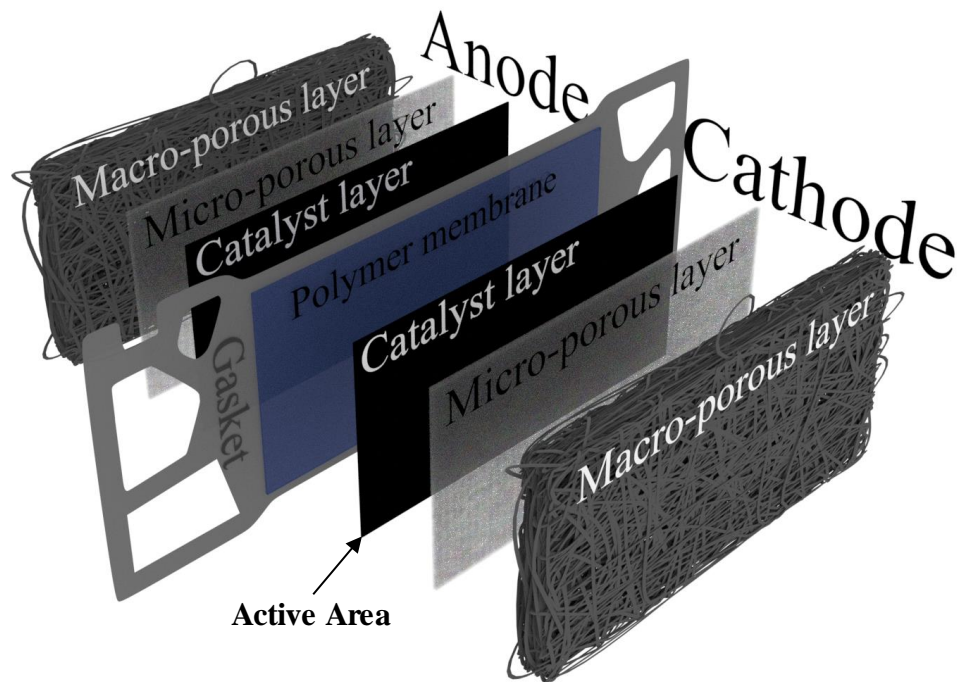 Anode
Cathode
Macro-porous layer
Micro-porous layer
Catalyst layer
Polymer membrane
Gasket
Catalyst layer
Micro-porous layer
Macro-porous layer
Active Area